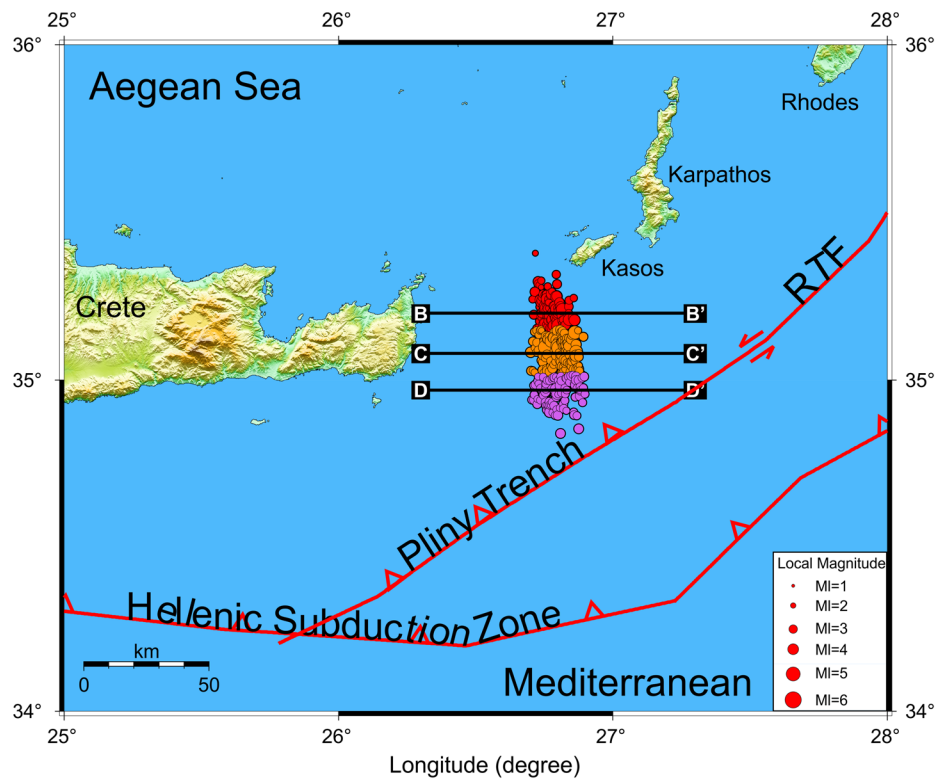 25°
26°
27°
28°
36°
36°
Aegean Sea
Rhodes
Karpathos
Kasos
RTF
Crete
B
B’
C
C’
35°
35°
D
D’
Pliny Trench
Local Magnitude
Ml=1
Ml=2
Ml=3
Ml=4
Ml=5
Ml=6
Hellenic Subduction Zone
km
0
50
Mediterranean
34°
34°
25°
26°
27°
28°
Longitude (degree)